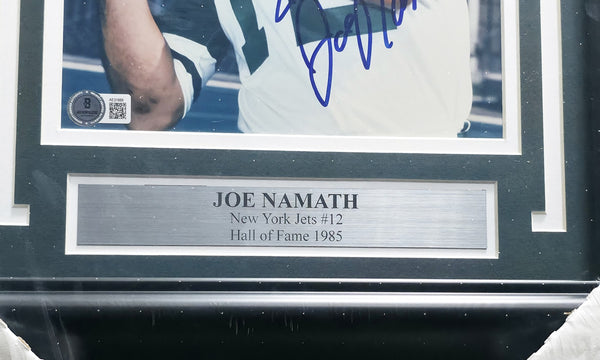 JOE NAMATH
New York Jets #12
Hall of Fame 1985